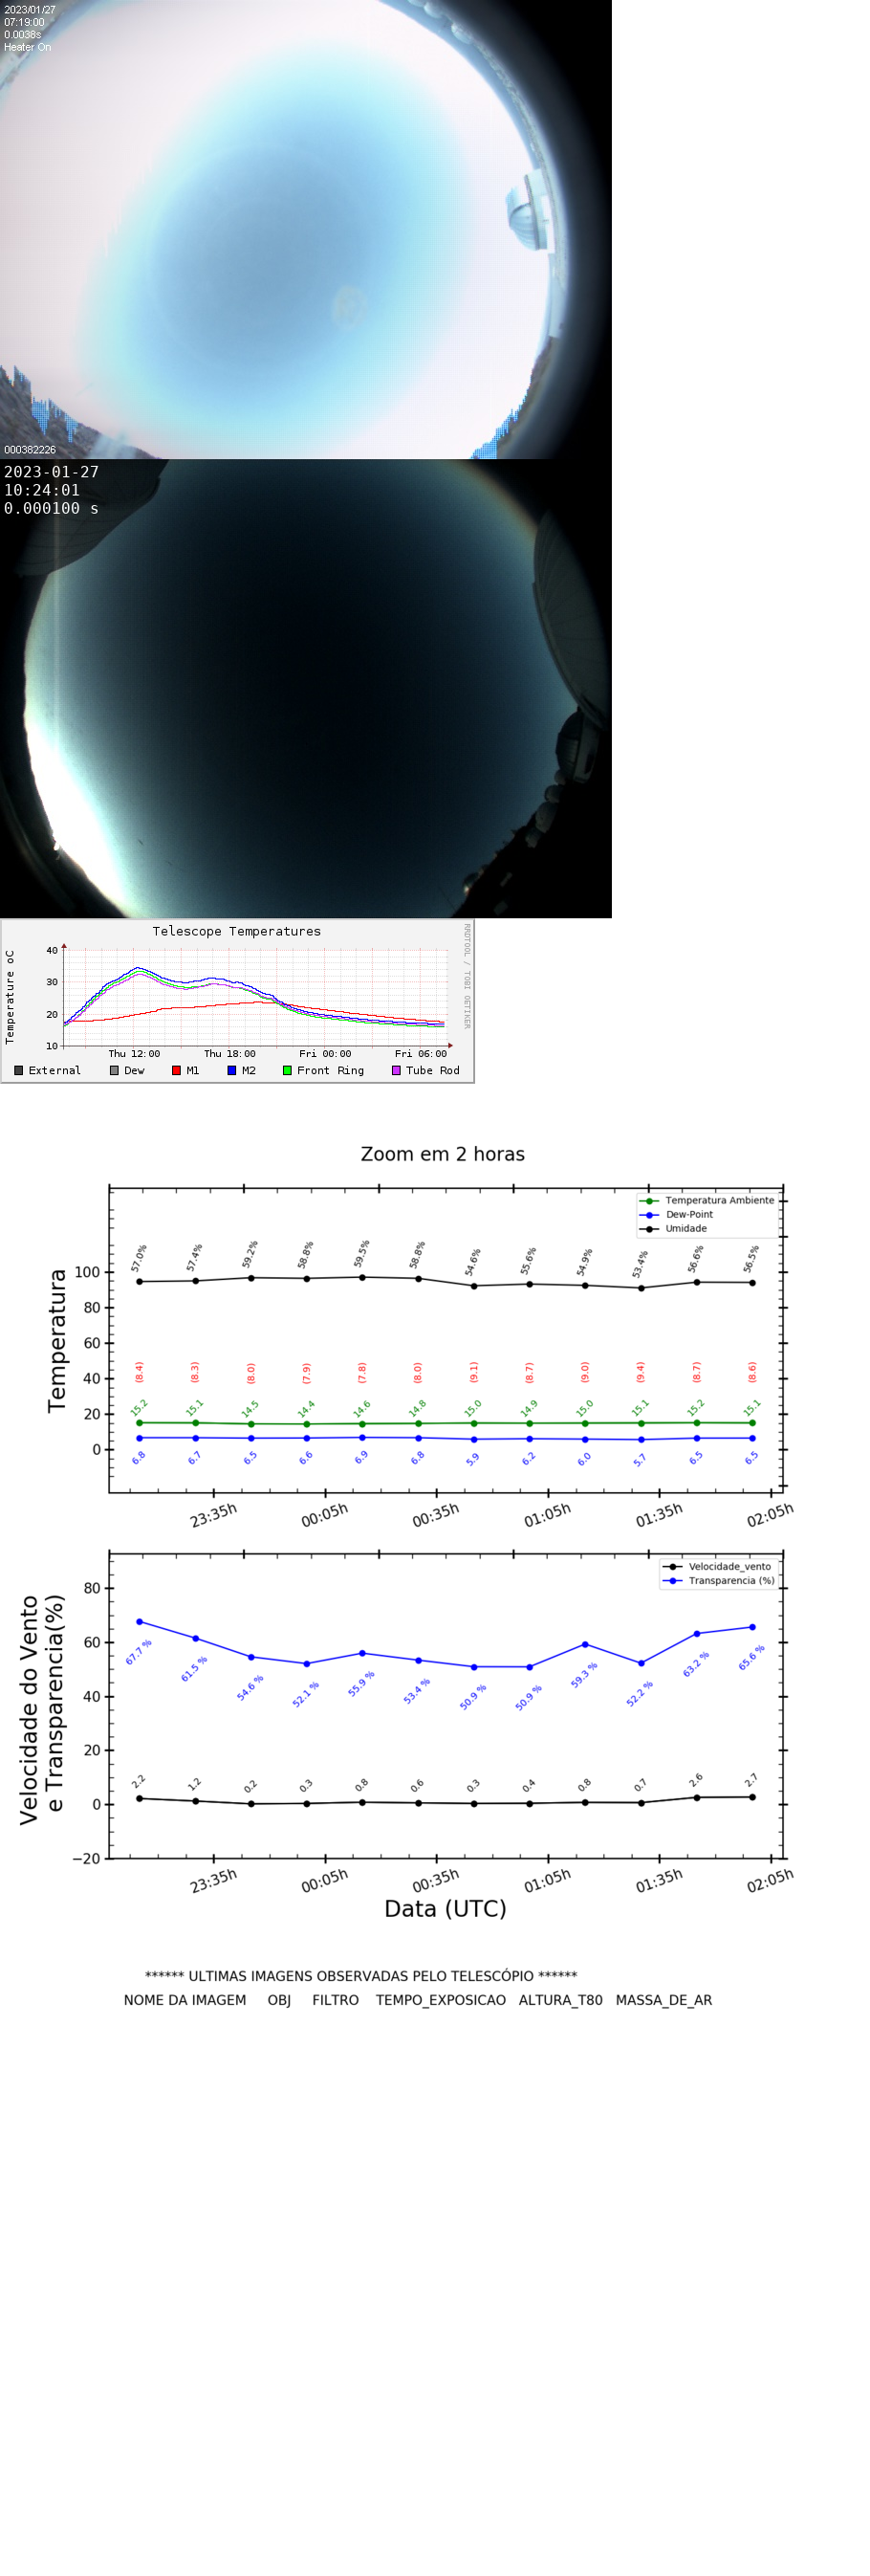 2023/01/27
07:19:00
0.0038s
Heater On
000382226
2023-01-27
10:24:01
0.000100 s
Telescope Temperatures
RRDTOOL / TOBI OETIKER
Temperature oC
40
30
20
10
Thu 12:00 Thu 18:00 Fri 00:00 Fri 06:00
External Dew M1 M2 Front Ring Tube Rod
Zoom em 2 horas
Temperatura Ambiente
Dew-Point
Umidade
Temperatura
100
80
60
40
20
0
57.0% 57.4% 59.2% 58.8% 59.5% 58.8% 54.6% 55.6% 54.9% 53.4% 56.6% 56.5%
(8.4) (8.3) (8.0) (7.9) (7.8) (8.0) (9.1) (8.7) (9.0) (9.4) (8.7) (8.6)
15.2 15.1 14.5 14.4 14.6 14.8 15.0 14.9 15.0 15.1 15.2 15.1
6.8 6.7 6.5 6.6 6.9 6.8 5.9 6.2 6.0 5.7 6.5 6.5
23:35h 00:05h 00:35h 01:05h 01:35h 02:05h
Velocidade_vento
Transparencia (%)
Velocidade do Vento
e Transparencia(%)
80
60
40
20
0
−20
67.7 % 61.5 % 54.6 % 52.1 % 55.9 % 53.4 % 50.9 % 50.9 % 59.3 % 52.2 % 63.2 % 65.6 %
2.2 1.2 0.2 0.3 0.8 0.6 0.3 0.4 0.8 0.7 2.6 2.7
23:35h 00:05h 00:35h 01:05h 01:35h 02:05h
Data (UTC)
****** ULTIMAS IMAGENS OBSERVADAS PELO TELESCÓPIO ******
NOME DA IMAGEM OBJ FILTRO TEMPO_EXPOSICAO ALTURA_T80 MASSA_DE_AR